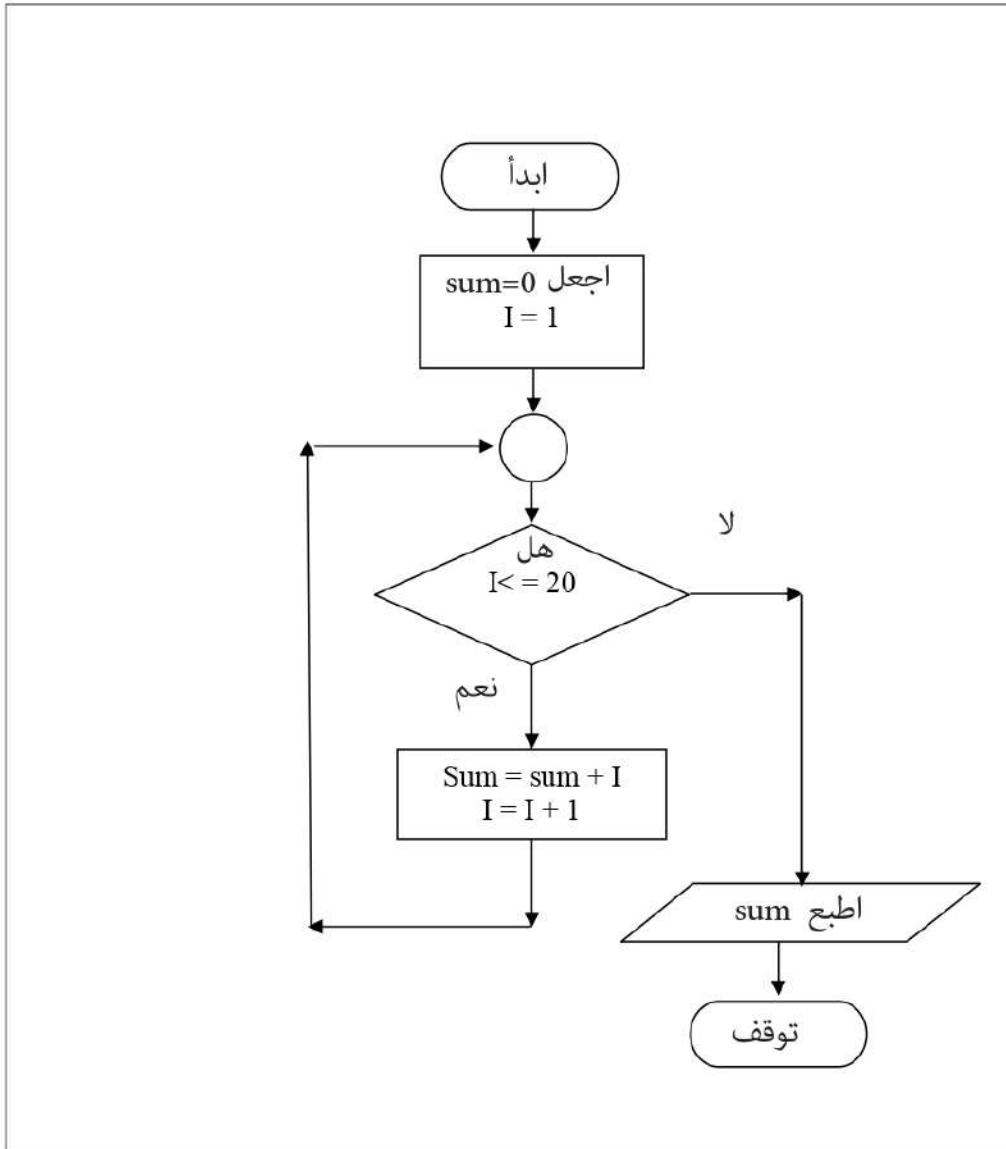 ابدأ
اجعل sum=0
I = 1
هل
I< = 20
لا
نعم
Sum = sum + I
I = I + 1
اطبع sum
توقف